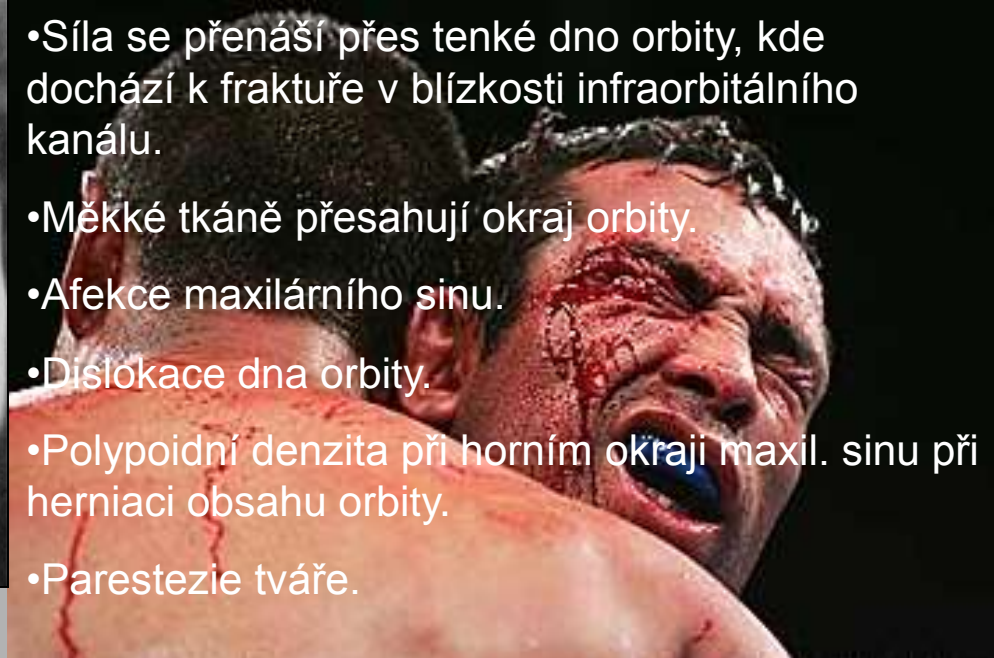 •Síla se přenáší přes tenké dno orbity, kde
dochází k fraktuře v blízkosti infraorbitálního
kanálu.
•Měkké tkáně přesahují okraj orbity.
•Afekce maxilárního sinu.
•Dislokace dna orbity.
•Polypoidní denzita při horním okraji maxil. sinu při
herniaci obsahu orbity.
•Parestezie tváře.